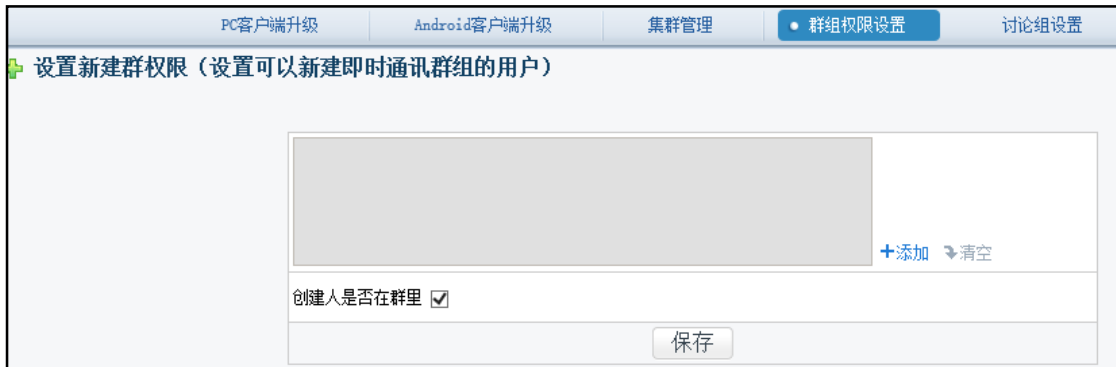 PC客户端升级 Android客户端升级 集群管理 群组权限设置 讨论组设置
设置新建群权限（设置可以新建即时通讯群组的用户）
添加 清空
创建人是否在群里
保存